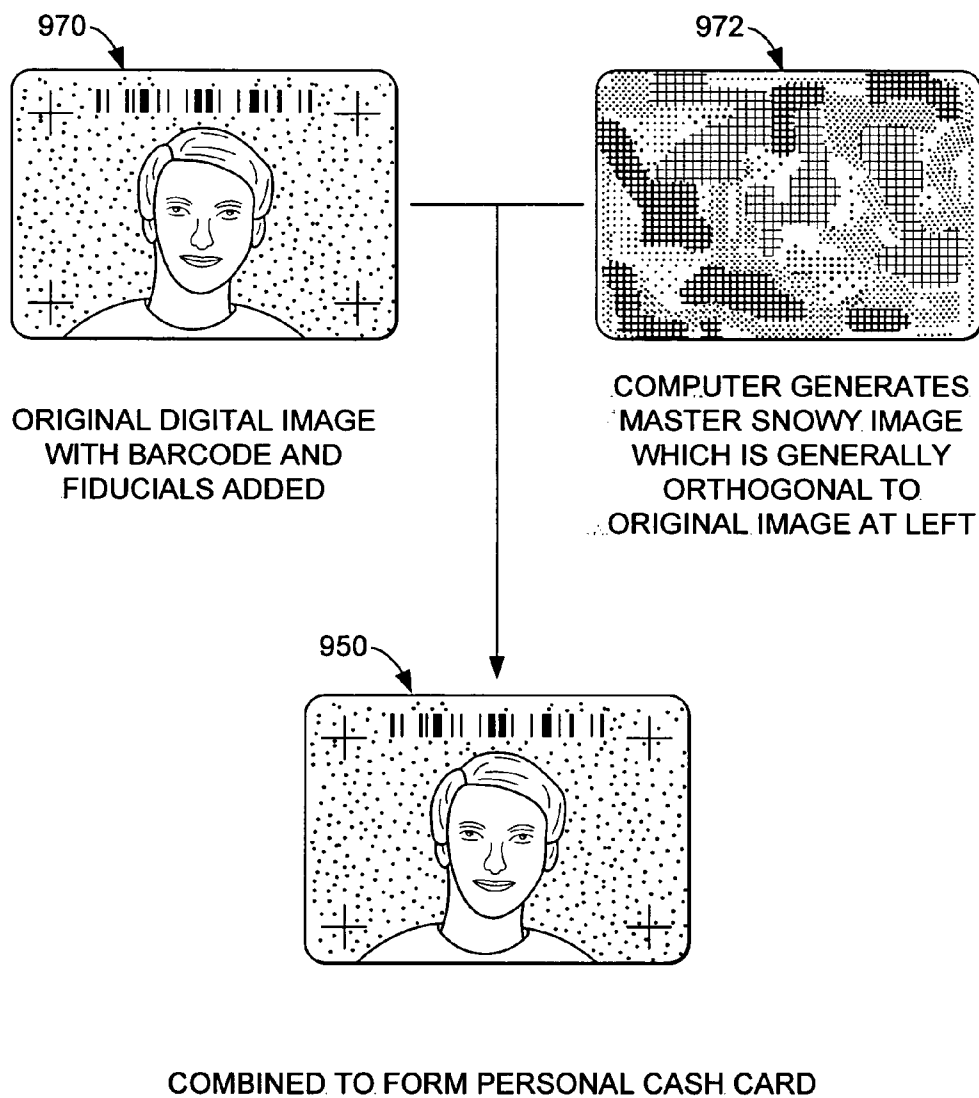 970
972
ORIGINAL DIGITAL IMAGE
WITH BARCODE AND
FIDUCIALS ADDED
COMPUTER GENERATES
MASTER SNOWY IMAGE
WHICH IS GENERALLY
ORTHOGONAL TO
ORIGINAL IMAGE AT LEFT
950
COMBINED TO FORM PERSONAL CASH CARD